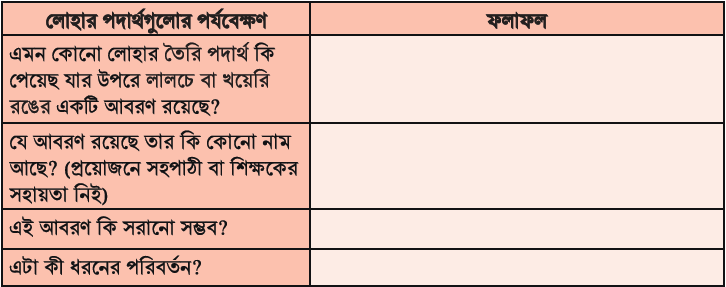 লোহার পদার্থগুলোর পর্যবেক্ষণ ফলাফল
এমন কোনো লোহার তৈরি পদার্থ কি
পেয়েছ যার উপরে লালচে বা খয়েরি
রঙের একটি আবরণ রয়েছে?
যে আবরণ রয়েছে তার কি কোনো নাম
আছে? (প্রয়োজনে সহপাঠী বা শিক্ষকের
সহায়তা নিই)
এই আবরণ কি সরানো সম্ভব?
এটা কী ধরনের পরিবর্তন?